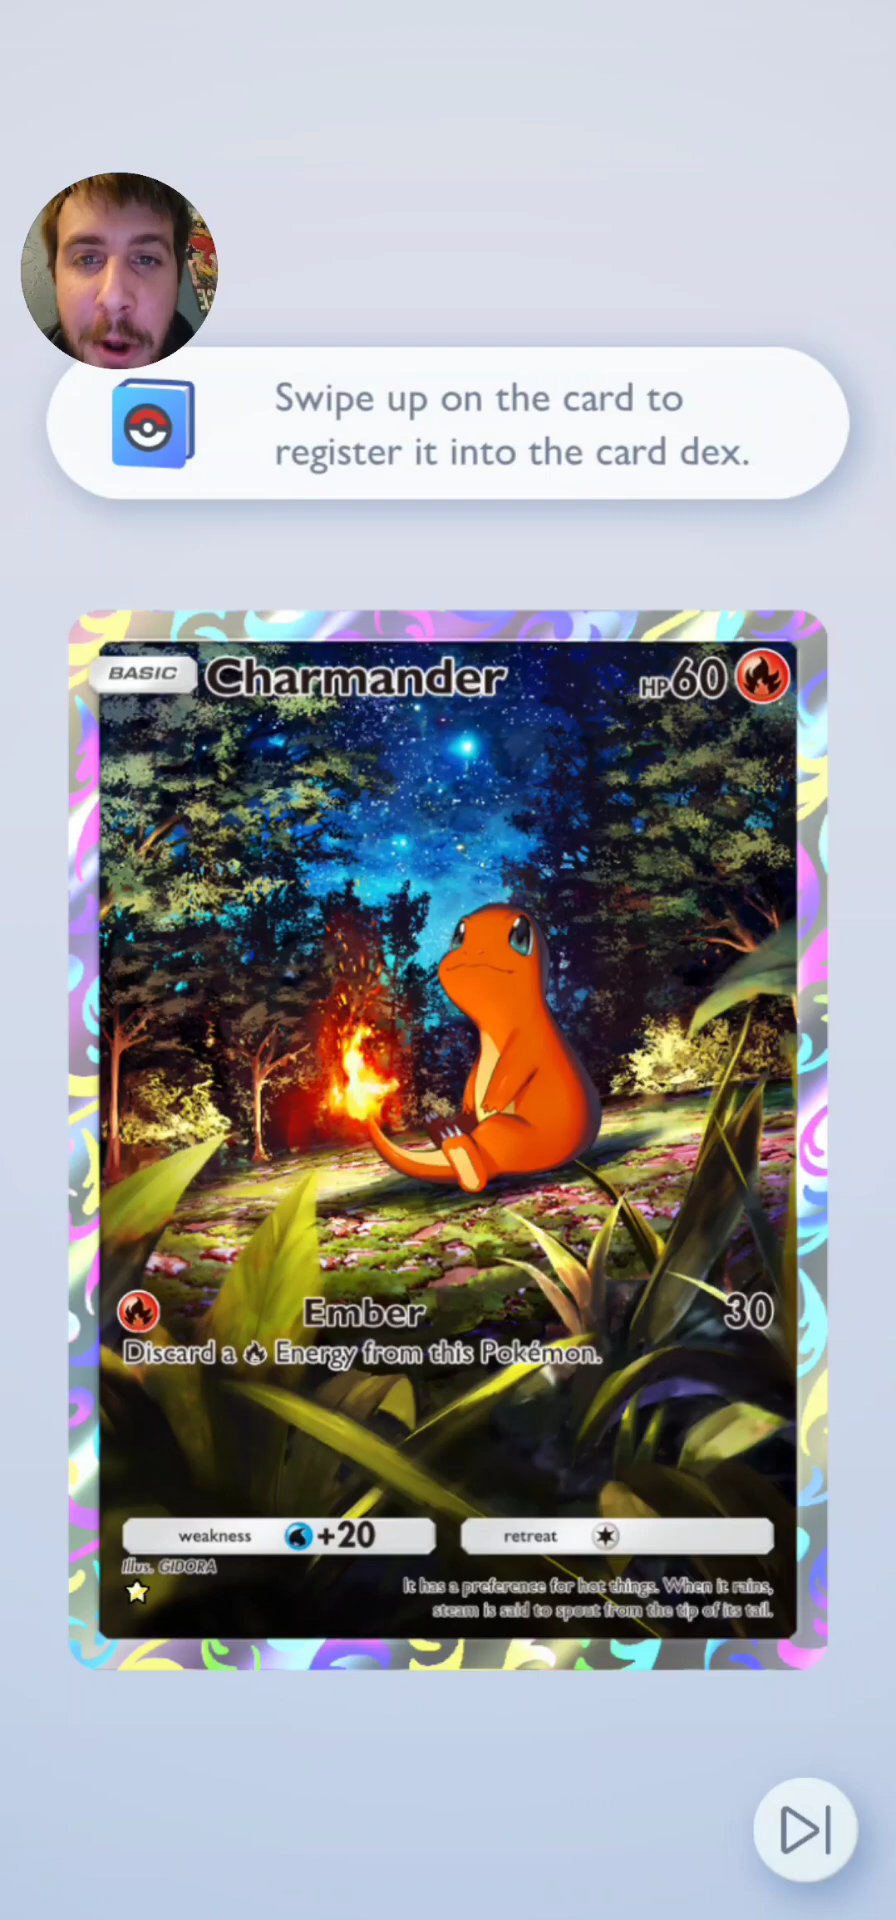 Swipe up on the card to
register it into the card dex.
BASIC Charmander HP60
Ember 30
Discard a Energy from this Pokémon.
weakness +20 retreat
Illus. GIDORA
It has a preference for hot things. When it rains,
steam is said to spout from the tip of its tail.